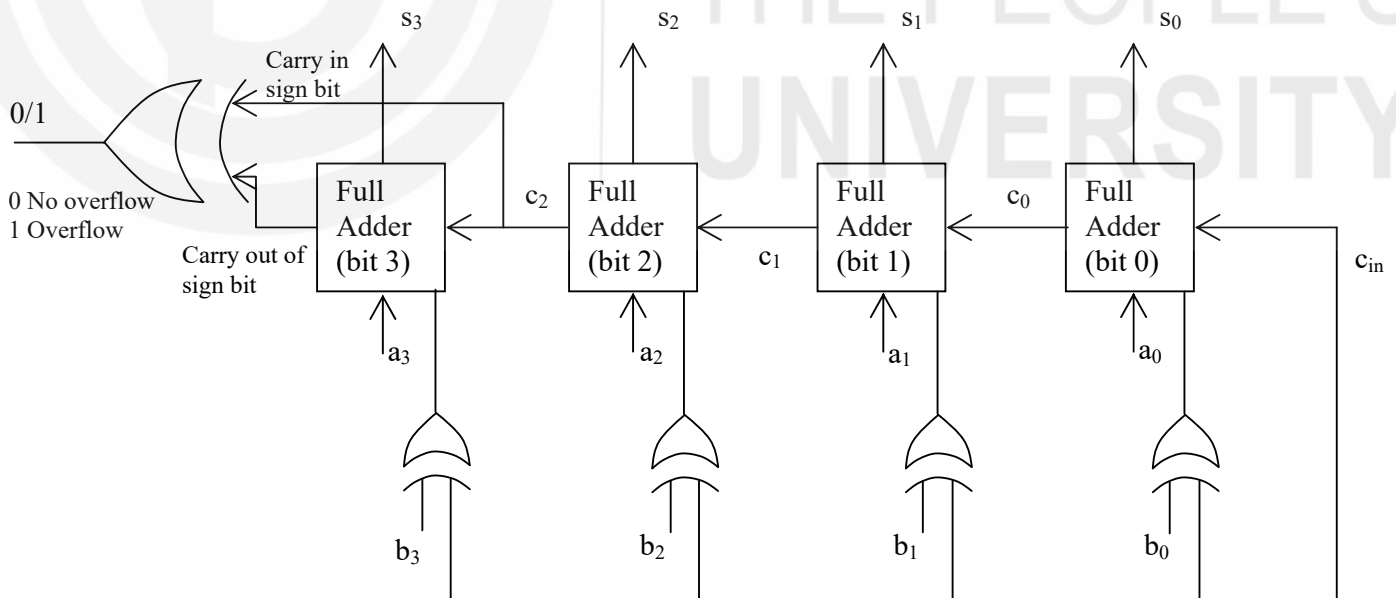 THE PEOPLE'S
UNIVERSITY
s₃
s₂
s₁
s₀
Carry in
sign bit
0/1
0 No overflow
1 Overflow
Carry out of
sign bit
Full
Adder
(bit 3)
c₂
Full
Adder
(bit 2)
c₁
Full
Adder
(bit 1)
c₀
Full
Adder
(bit 0)
cᵢₙ
a₃
a₂
a₁
a₀
b₃
b₂
b₁
b₀